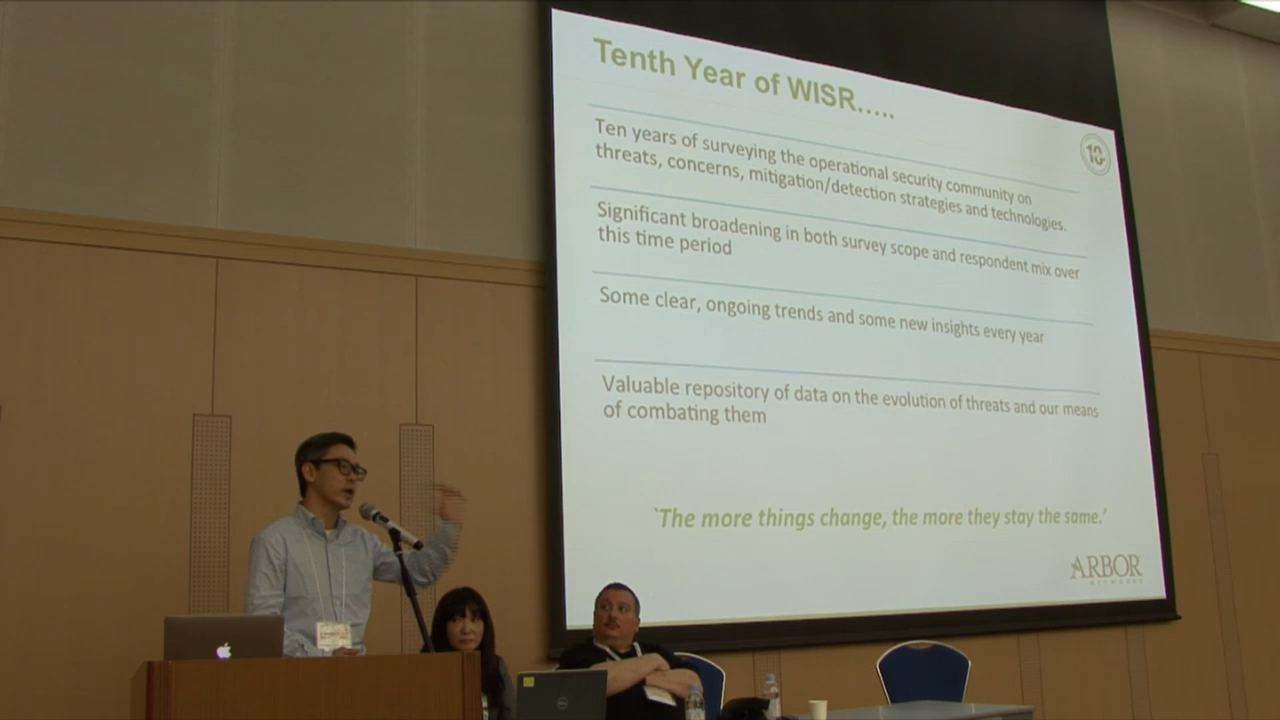 Tenth Year of WISR.....
10
Ten years of surveying the operational security community on
threats, concerns, mitigation/detection strategies and technologies.
Significant broadening in both survey scope and respondent mix over
this time period
Some clear, ongoing trends and some new insights every year
Valuable repository of data on the evolution of threats and our means
of combating them
‘The more things change, the more they stay the same.’
ARBOR
NETWORKS
DELL